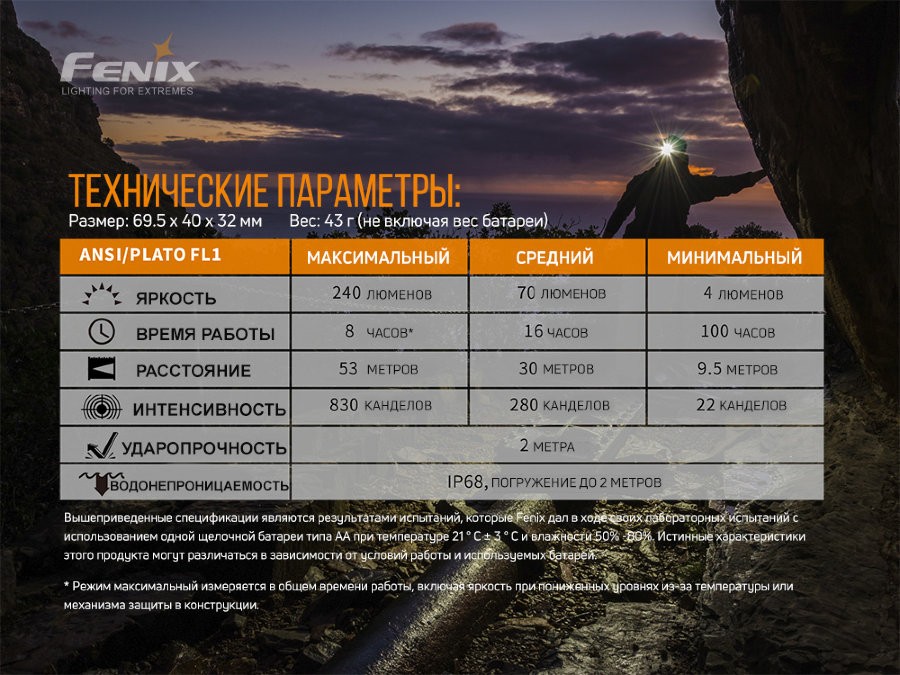 FENIX
LIGHTING FOR EXTREMES
ТЕХНИЧЕСКИЕ ПАРАМЕТРЫ:
Размер: 69.5 x 40 x 32 мм Вес: 43 г (не включая вес батареи)
ANSI/PLATO FL1 МАКСИМАЛЬНЫЙ СРЕДНИЙ МИНИМАЛЬНЫЙ
ЯРКОСТЬ 240 ЛЮМЕНОВ 70 ЛЮМЕНОВ 4 ЛЮМЕНОВ
ВРЕМЯ РАБОТЫ 8 ЧАСОВ* 16 ЧАСОВ 100 ЧАСОВ
РАССТОЯНИЕ 53 МЕТРОВ 30 МЕТРОВ 9.5 МЕТРОВ
ИНТЕНСИВНОСТЬ 830 КАНДЕЛОВ 280 КАНДЕЛОВ 22 КАНДЕЛОВ
УДАРОПРОЧНОСТЬ 2 МЕТРА
ВОДОНЕПРОНИЦАЕМОСТЬ IP68, ПОГРУЖЕНИЕ ДО 2 МЕТРОВ
Вышеприведенные спецификации являются результатами испытаний, которые Fenix дал в ходе своих лабораторных испытаний с
использованием одной щелочной батареи типа АА при температуре 21 ° C ± 3 ° C и влажности 50% -80%. Истинные характеристики
этого продукта могут различаться в зависимости от условий работы и используемых батарей.
* Режим максимальный измеряется в общем времени работы, включая яркость при пониженных уровнях из-за температуры или
механизма защиты в конструкции.